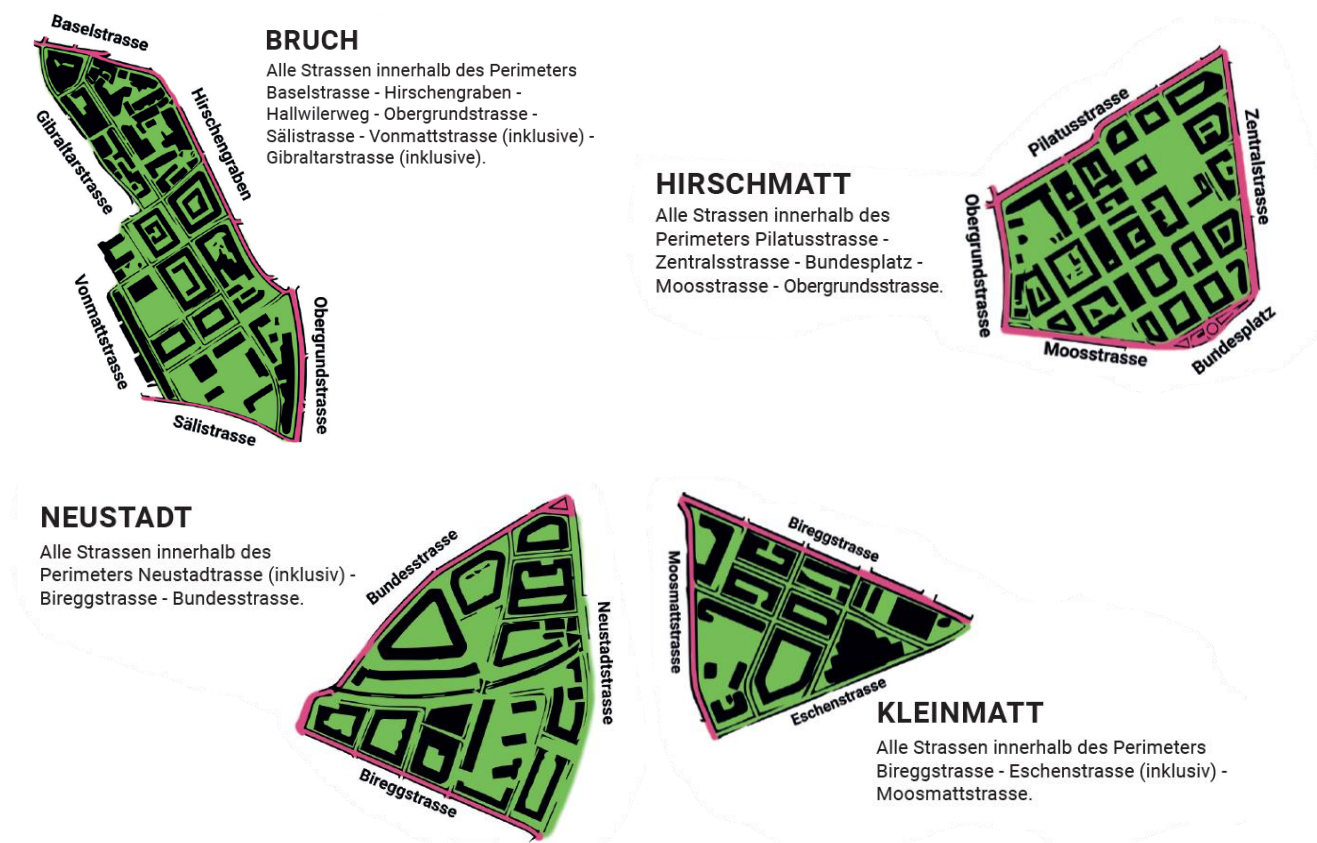 BRUCH
Alle Strassen innerhalb des Perimeters
Baselstrasse - Hirschengraben -
Hallwilerweg - Obergrundstrasse -
Sälistrasse - Vonmattstrasse (inklusive) -
Gibraltarstrasse (inklusive).
Baselstrasse
Hirschengraben
Gibraltarstrasse
Vonmattstrasse
Obergrundstrasse
Sälistrasse
HIRSCHMATT
Alle Strassen innerhalb des
Perimeters Pilatusstrasse -
Zentralsstrasse - Bundesplatz -
Moosstrasse - Obergrundsstrasse.
Pilatusstrasse
Zentralstrasse
Obergrundstrasse
Moosstrasse
Bundesplatz
NEUSTADT
Alle Strassen innerhalb des
Perimeters Neustadtrasse (inklusiv) -
Bireggstrasse - Bundesstrasse.
Bundesstrasse
Neustadtstrasse
Bireggstrasse
Bireggstrasse
Moosmattstrasse
Eschenstrasse
KLEINMATT
Alle Strassen innerhalb des Perimeters
Bireggstrasse - Eschenstrasse (inklusiv) -
Moosmattstrasse.